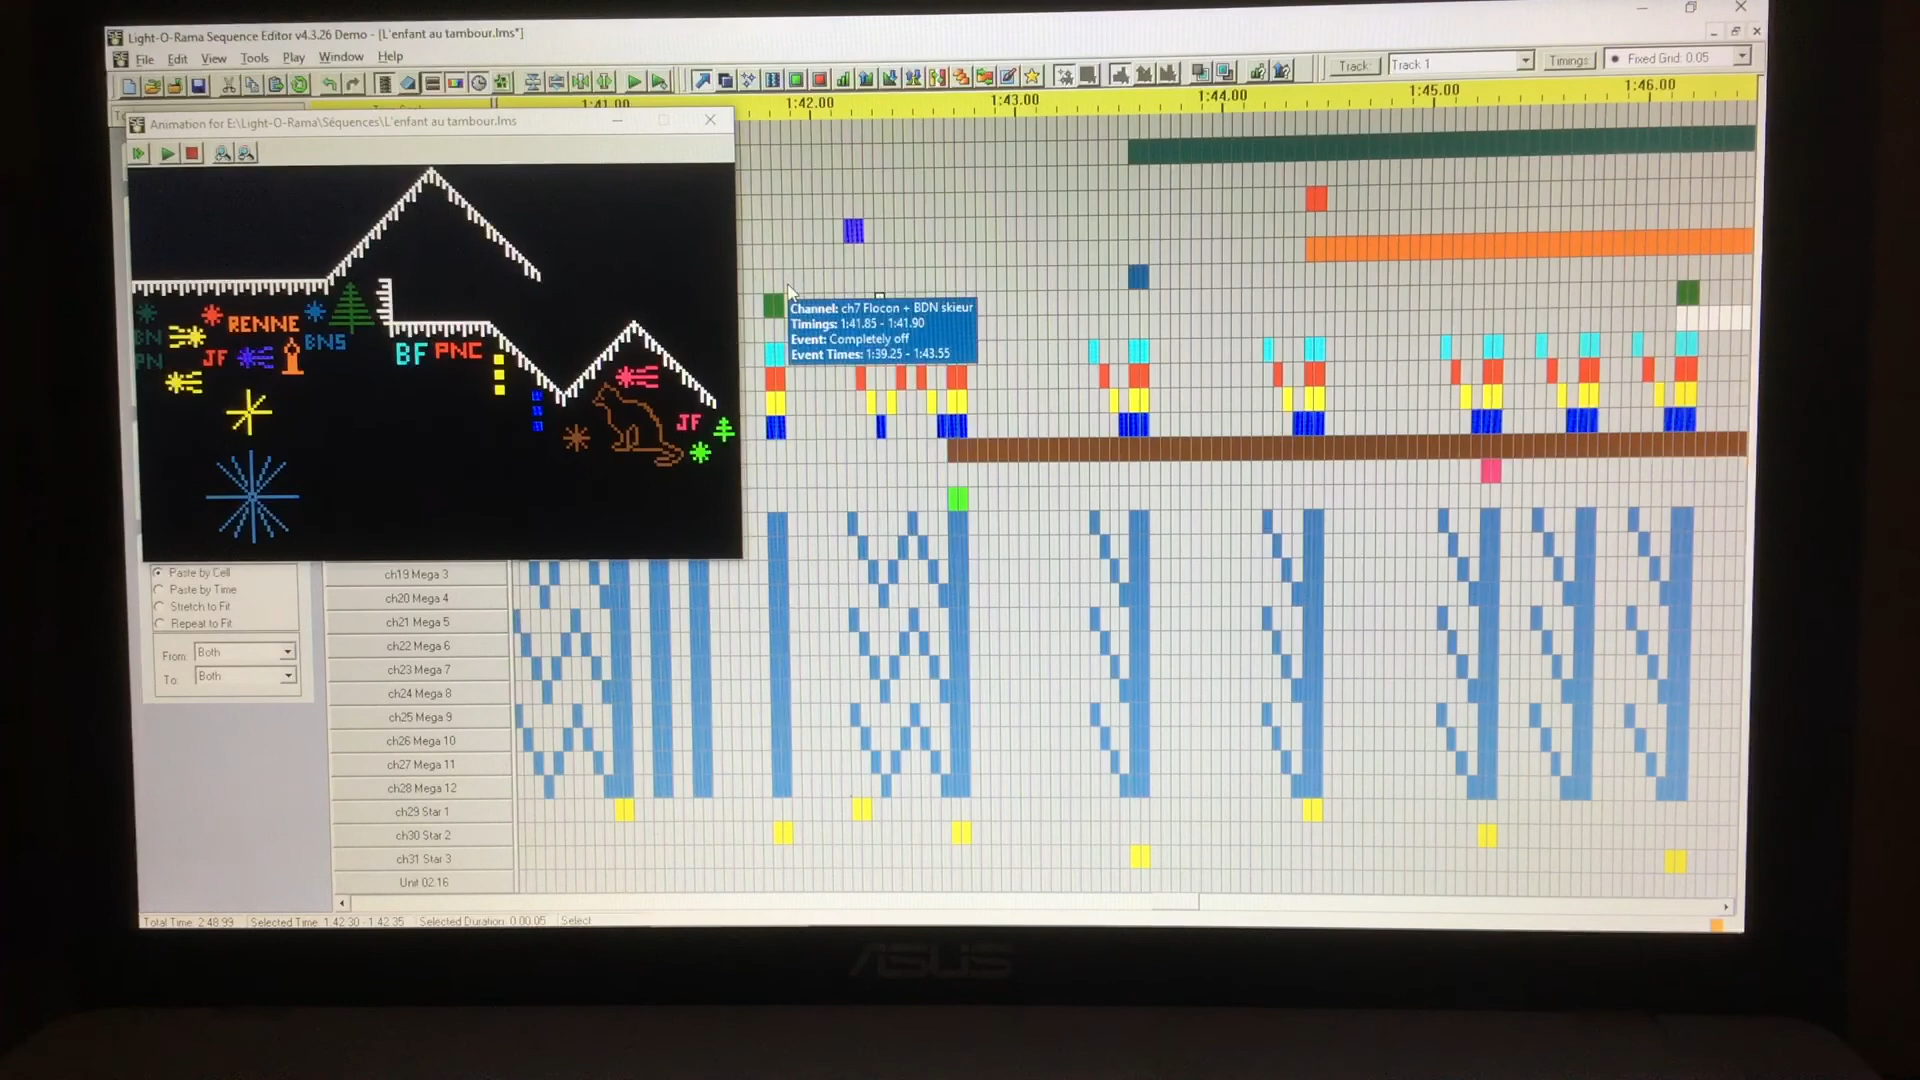 Light-O-Rama Sequence Editor v4.3.26 Demo - [L'enfant au tambour.lms*]
File Edit View Tools Play Window Help
Track: Track 1 Timings: Fixed Grid: 0.05
1:41.00 1:42.00 1:43.00 1:44.00 1:45.00 1:46.00
Animation for E:\Light-O-Rama\Séquences\L'enfant au tambour.lms
BN RENNE BNS
PN JF BF PNC
JF
Channel: ch7 Flocon + BDN skieur
Timings: 1:41.85 - 1:41.90
Event: Completely off
Event Times: 1:39.25 - 1:43.55
Paste by Cell
Paste by Time
Stretch to Fit
Repeat to Fit
From: Both
To: Both
ch19 Mega 3
ch20 Mega 4
ch21 Mega 5
ch22 Mega 6
ch23 Mega 7
ch24 Mega 8
ch25 Mega 9
ch26 Mega 10
ch27 Mega 11
ch28 Mega 12
ch29 Star 1
ch30 Star 2
ch31 Star 3
Unit 02.16
Total Time: 2:48.99 Selected Time: 1:42.30 - 1:42.35 Selected Duration: 0:00.05 Select
ASUS